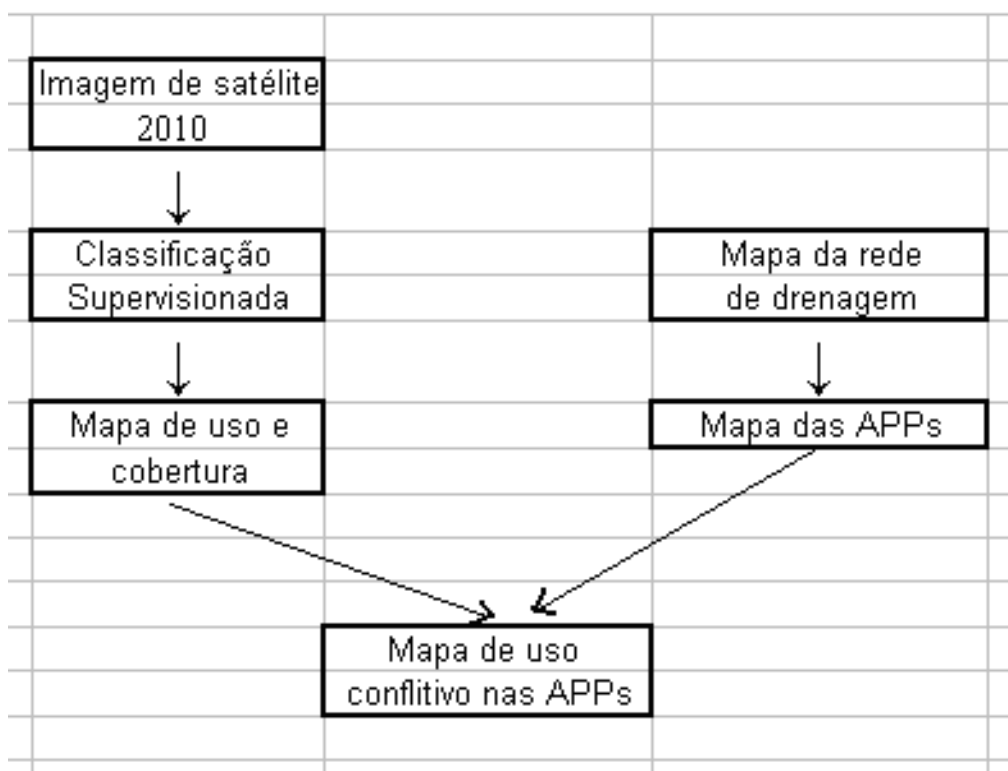 Imagem de satélite
2010
Classificação
Supervisionada
Mapa da rede
de drenagem
Mapa de uso e
cobertura
Mapa das APPs
Mapa de uso
conflitivo nas APPs